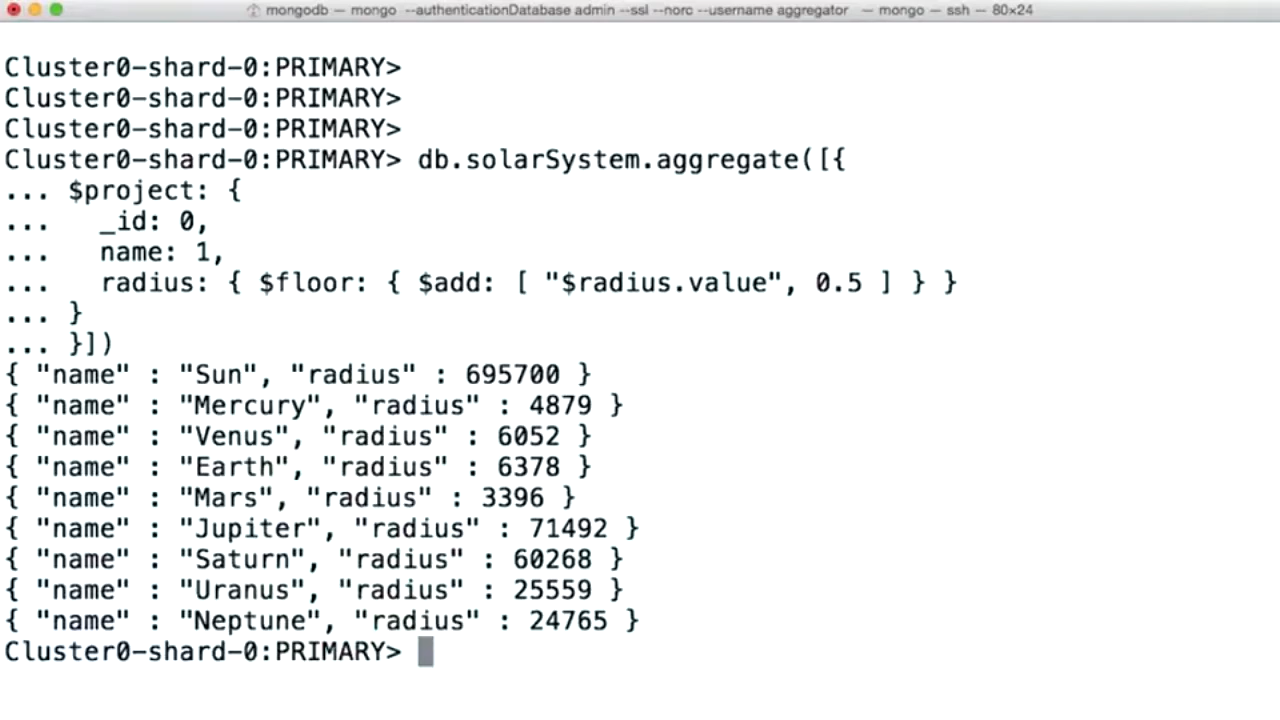 mongodb — mongo --authenticationDatabase admin --ssl --norc --username aggregator — mongo — ssh — 80×24
Cluster0-shard-0:PRIMARY>
Cluster0-shard-0:PRIMARY>
Cluster0-shard-0:PRIMARY>
Cluster0-shard-0:PRIMARY> db.solarSystem.aggregate([{
... $project: {
...   _id: 0,
...   name: 1,
...   radius: { $floor: { $add: [ "$radius.value", 0.5 ] } }
... }
... }])
{ "name" : "Sun", "radius" : 695700 }
{ "name" : "Mercury", "radius" : 4879 }
{ "name" : "Venus", "radius" : 6052 }
{ "name" : "Earth", "radius" : 6378 }
{ "name" : "Mars", "radius" : 3396 }
{ "name" : "Jupiter", "radius" : 71492 }
{ "name" : "Saturn", "radius" : 60268 }
{ "name" : "Uranus", "radius" : 25559 }
{ "name" : "Neptune", "radius" : 24765 }
Cluster0-shard-0:PRIMARY>